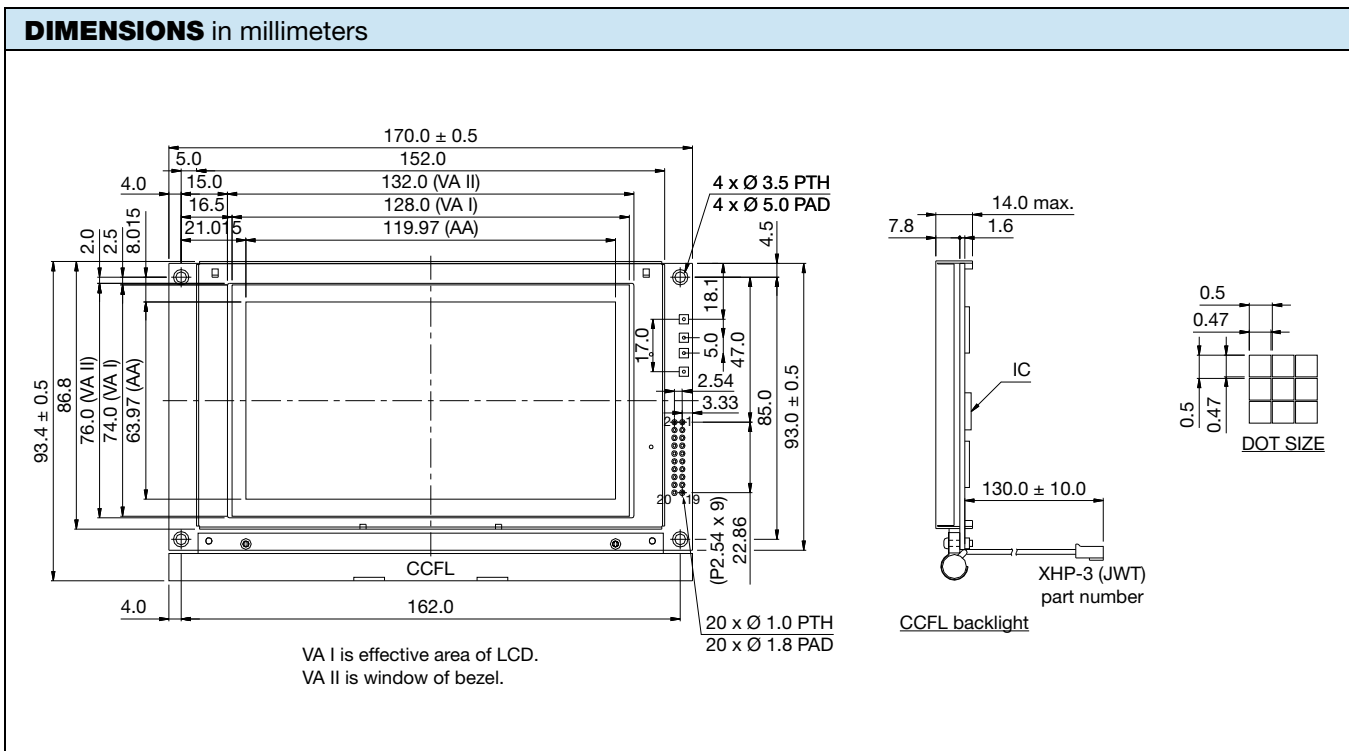 DIMENSIONS in millimeters
170.0 ± 0.5
5.0
152.0
4.0
15.0
132.0 (VA II)
16.5
128.0 (VA I)
21.015
119.97 (AA)
4 x Ø 3.5 PTH
4 x Ø 5.0 PAD
2.0
2.5
8.015
4.5
18.1
17.0
5.0
47.0
2.54
3.33
85.0
93.0 ± 0.5
93.4 ± 0.5
86.8
76.0 (VA II)
74.0 (VA I)
63.97 (AA)
2
1
20
19
(P2.54 x 9)
22.86
CCFL
4.0
162.0
20 x Ø 1.0 PTH
20 x Ø 1.8 PAD
VA I is effective area of LCD.
VA II is window of bezel.
14.0 max.
7.8
1.6
IC
130.0 ± 10.0
XHP-3 (JWT)
part number
CCFL backlight
0.5
0.47
0.5
0.47
DOT SIZE